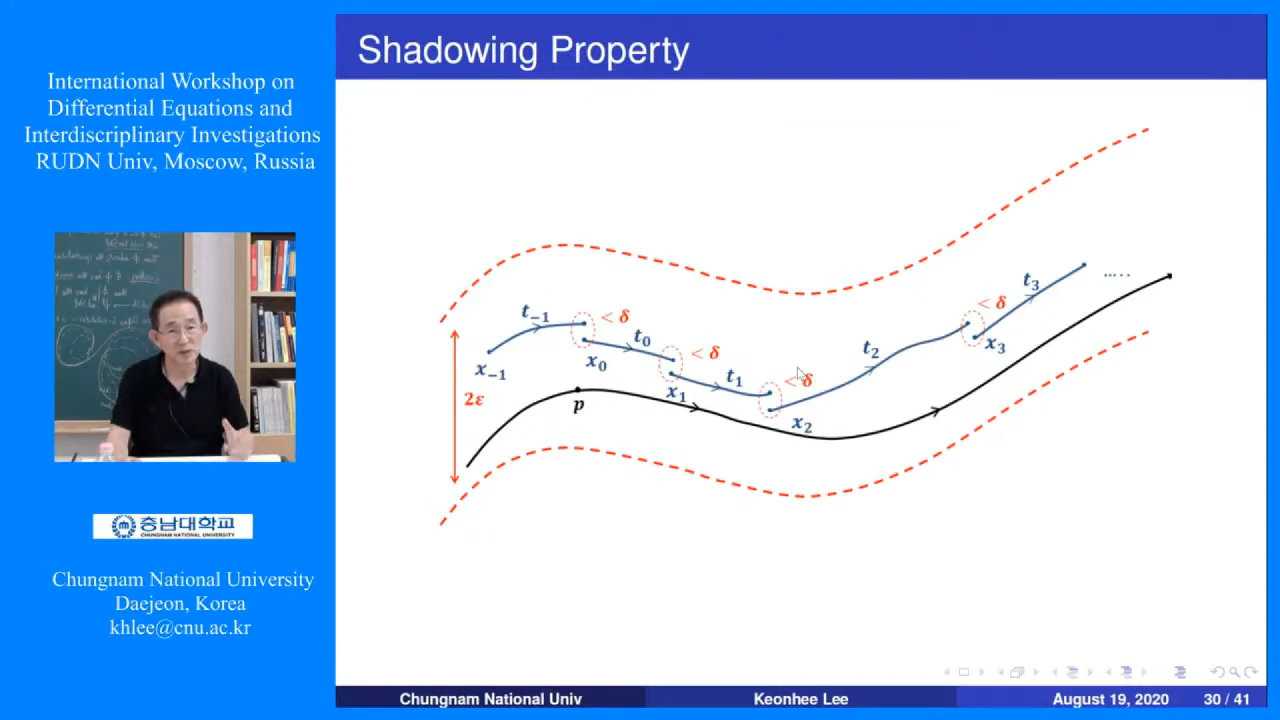 International Workshop on
Differential Equations and
Interdisciplinary Investigations
RUDN Univ, Moscow, Russia
충남대학교
CHUNGNAM NATIONAL UNIVERSITY
Chungnam National University
Daejeon, Korea
khlee@cnu.ac.kr
Shadowing Property
t₋₁
< δ
t₀
< δ
t₁
< δ
t₂
< δ
t₃
.....
x₋₁
x₀
x₁
x₂
x₃
2ε
p
Chungnam National Univ
Keonhee Lee
August 19, 2020
30 / 41